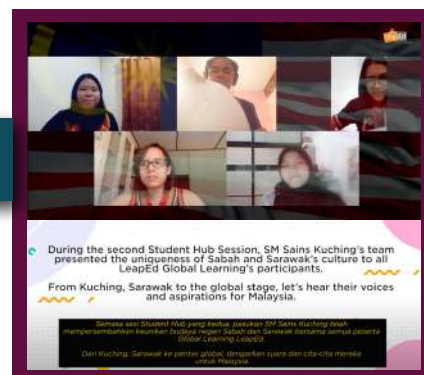 LeapEd
During the second Student Hub Session, SM Sains Kuching's team
presented the uniqueness of Sabah and Sarawak's culture to all
LeapEd Global Learning's participants.
From Kuching, Sarawak to the global stage, let's hear their voices
and aspirations for Malaysia.
Semasa sesi Student Hub yang kedua, pasukan SM Sains Kuching telah
mempersembahkan keunikan budaya negeri Sabah dan Sarawak bersama semua peserta
Global Learning LeapEd.
Dari Kuching, Sarawak ke pentas global, dengarkan suara dan cita-cita mereka
untuk Malaysia.